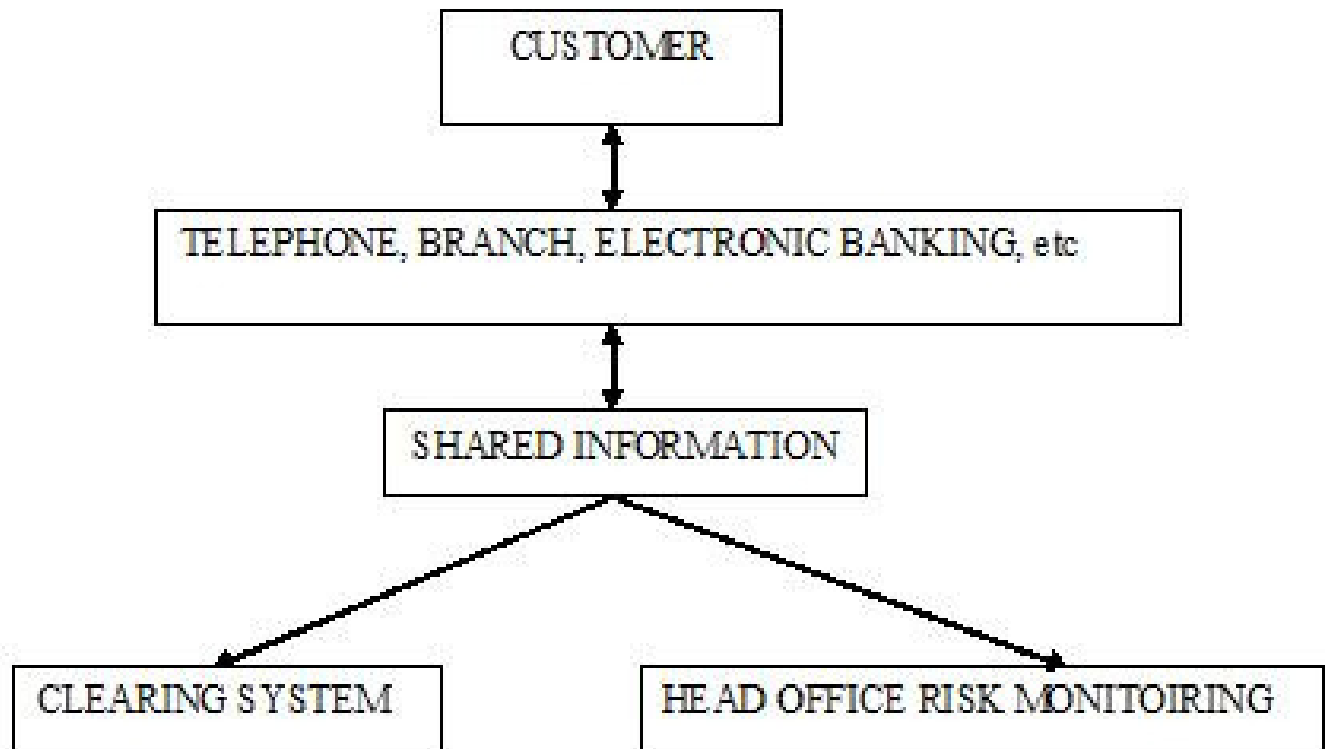 CUSTOMER
TELEPHONE, BRANCH, ELECTRONIC BANKING, etc
SHARED INFORMATION
CLEARING SYSTEM
HEAD OFFICE RISK MONITOIRING